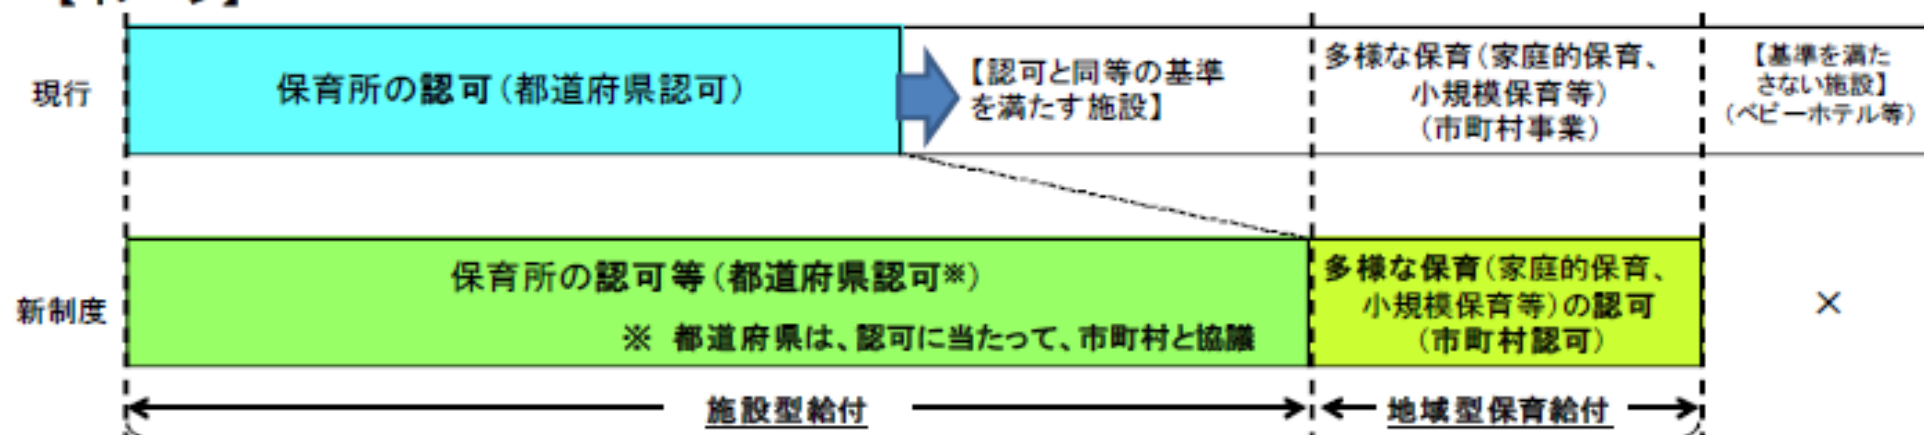 現行
保育所の認可(都道府県認可)
【認可と同等の基準
を満たす施設】
多様な保育(家庭的保育、
小規模保育等)
(市町村事業)
【基準を満た
さない施設】
(ベビーホテル等)
新制度
保育所の認可等(都道府県認可※)
※ 都道府県は、認可に当たって、市町村と協議
多様な保育(家庭的保育、
小規模保育等)の認可
(市町村認可)
×
施設型給付
地域型保育給付